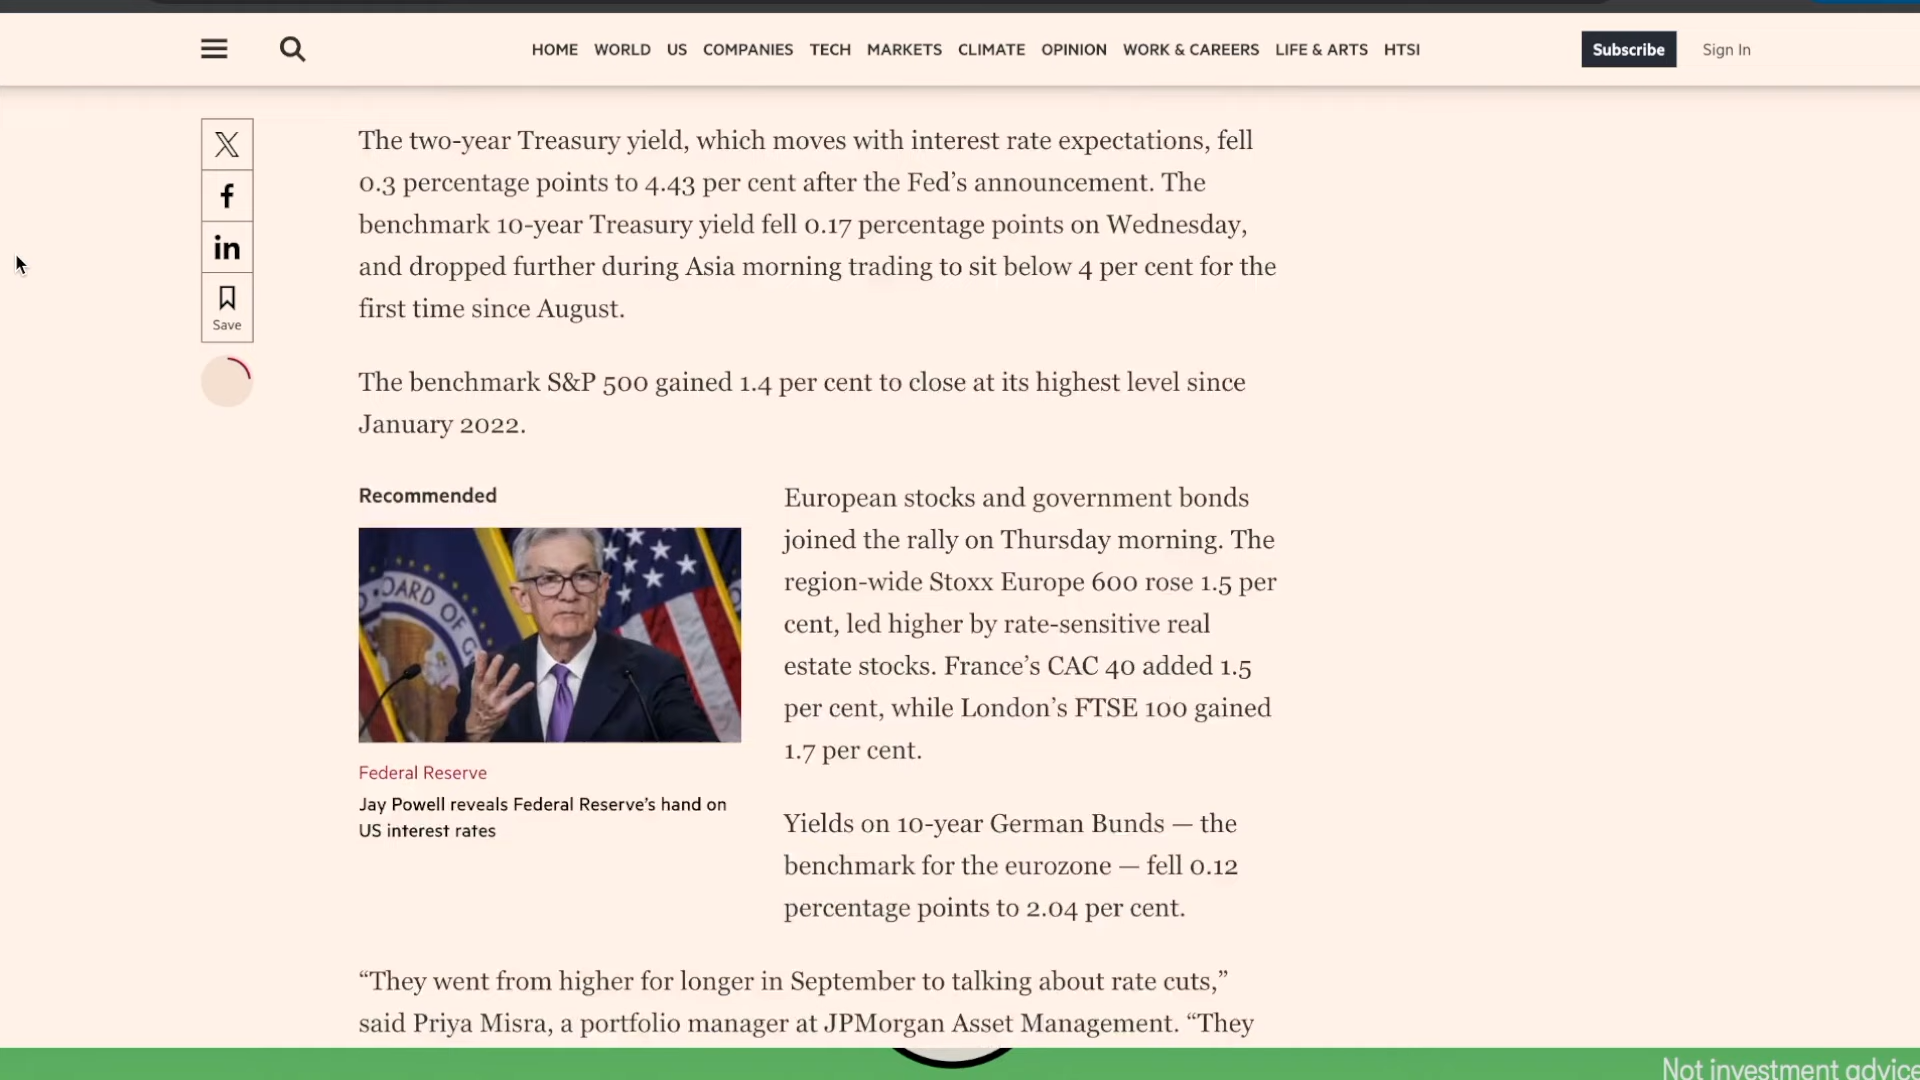 HOME WORLD US COMPANIES TECH MARKETS CLIMATE OPINION WORK & CAREERS LIFE & ARTS HTSI Subscribe Sign In
The two-year Treasury yield, which moves with interest rate expectations, fell
0.3 percentage points to 4.43 per cent after the Fed’s announcement. The
benchmark 10-year Treasury yield fell 0.17 percentage points on Wednesday,
and dropped further during Asia morning trading to sit below 4 per cent for the
first time since August.
Save
The benchmark S&P 500 gained 1.4 per cent to close at its highest level since
January 2022.
Recommended
OARD OF G
Federal Reserve
Jay Powell reveals Federal Reserve’s hand on
US interest rates
European stocks and government bonds
joined the rally on Thursday morning. The
region-wide Stoxx Europe 600 rose 1.5 per
cent, led higher by rate-sensitive real
estate stocks. France’s CAC 40 added 1.5
per cent, while London’s FTSE 100 gained
1.7 per cent.
Yields on 10-year German Bunds — the
benchmark for the eurozone — fell 0.12
percentage points to 2.04 per cent.
“They went from higher for longer in September to talking about rate cuts,”
said Priya Misra, a portfolio manager at JPMorgan Asset Management. “They
Not investment advice